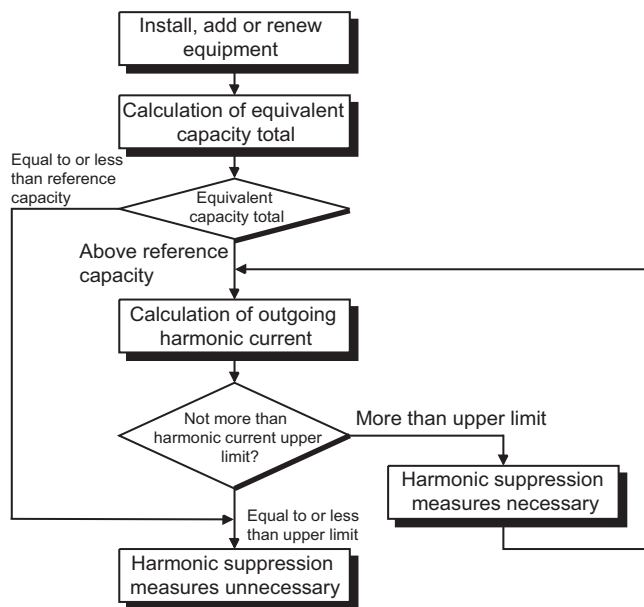 Install, add or renew
equipment
Calculation of equivalent
capacity total
Equal to or less
than reference
capacity
Equivalent
capacity total
Above reference
capacity
Calculation of outgoing
harmonic current
Not more than
harmonic current upper
limit?
More than upper limit
Harmonic suppression
measures necessary
Equal to or less
than upper limit
Harmonic suppression
measures unnecessary